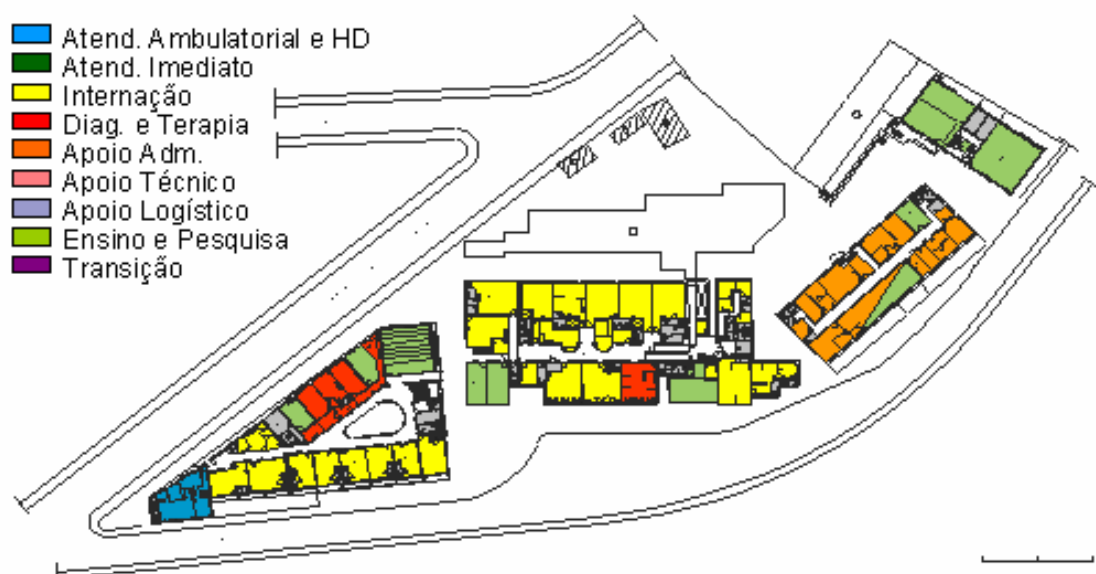 Atend. Ambulatorial e HD
Atend. Imediato
Internação
Diag. e Terapia
Apoio Adm.
Apoio Técnico
Apoio Logístico
Ensino e Pesquisa
Transição